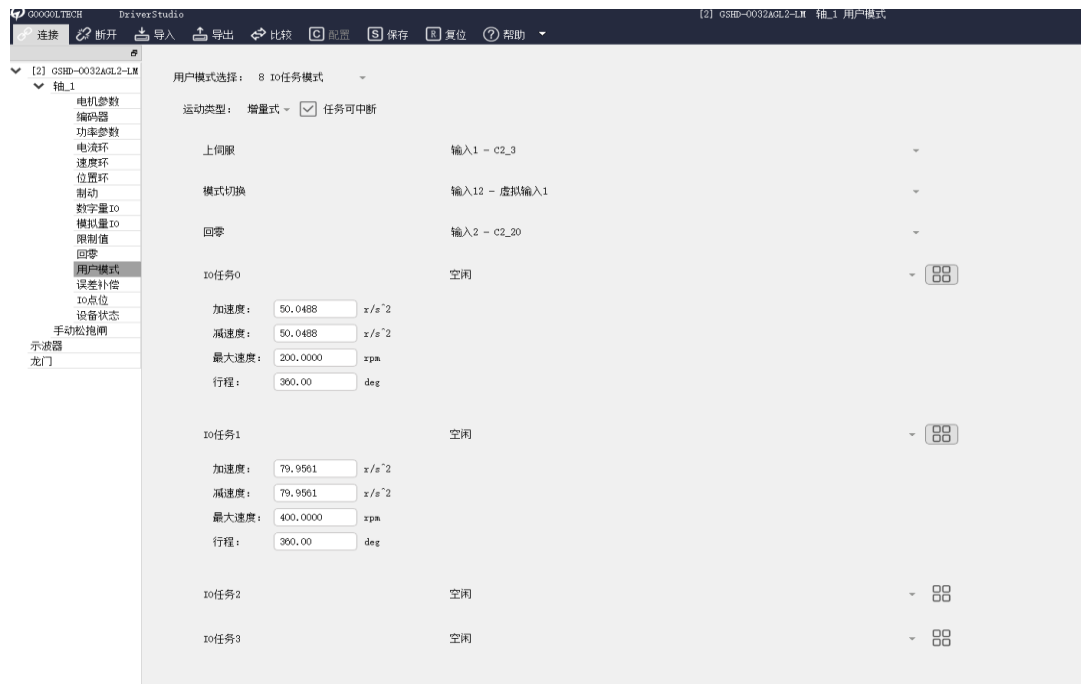 GOOGOLTECH DriverStudio [2] GSHD-0032AGL2-LM 轴_1 用户模式
连接 断开 导入 导出 比较 C 配置 S 保存 R 复位 ? 帮助
[2] GSHD-0032AGL2-LM
轴_1
电机参数
编码器
功率参数
电流环
速度环
位置环
制动
数字量IO
模拟量IO
限制值
回零
用户模式
误差补偿
IO点位
设备状态
手动松抱闸
示波器
龙门
用户模式选择: 8 IO任务模式
运动类型: 增量式 任务可中断
上伺服 输入1 - C2_3
模式切换 输入12 - 虚拟输入1
回零 输入2 - C2_20
IO任务0 空闲
加速度: 50.0488 r/s^2
减速度: 50.0488 r/s^2
最大速度: 200.0000 rpm
行程: 360.00 deg
IO任务1 空闲
加速度: 79.9561 r/s^2
减速度: 79.9561 r/s^2
最大速度: 400.0000 rpm
行程: 360.00 deg
IO任务2 空闲
IO任务3 空闲